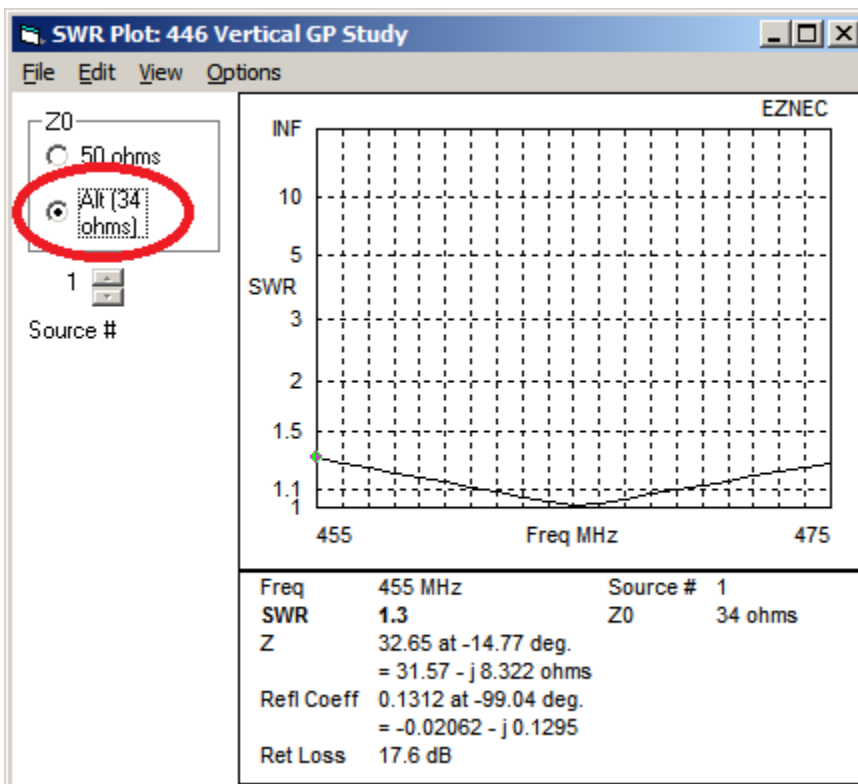 SWR Plot: 446 Vertical GP Study
File Edit View Options
Z0
50 ohms
Alt (34
ohms)
1
Source #
EZNEC
INF
10
5
SWR
3
2
1.5
1.1
1
455 Freq MHz 475
Freq 455 MHz Source # 1
SWR 1.3 Z0 34 ohms
Z 32.65 at -14.77 deg.
= 31.57 - j 8.322 ohms
Refl Coeff 0.1312 at -99.04 deg.
= -0.02062 - j 0.1295
Ret Loss 17.6 dB